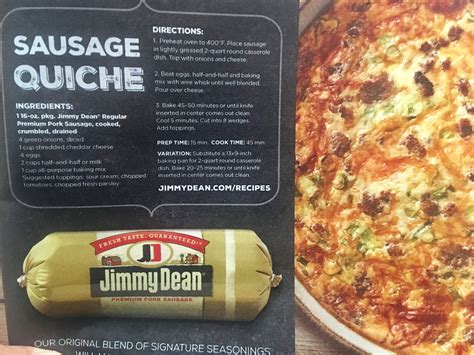 SAUSAGE
QUICHE
INGREDIENTS:
1 16-oz. pkg. Jimmy Dean® Regular
Premium Pork Sausage, cooked,
crumbled, drained
4 green onions, sliced
1 cup shredded cheddar cheese
4 eggs
2 cups half-and-half or milk
1 cup all-purpose baking mix
Suggested toppings: sour cream, chopped
tomatoes, chopped fresh parsley
DIRECTIONS:
1. Preheat oven to 400°F. Place sausage
in lightly greased 2-quart round casserole
dish. Top with onions and cheese.
2. Beat eggs, half-and-half and baking
mix with wire whisk until well blended.
Pour over cheese.
3. Bake 45-50 minutes or until knife
inserted in center comes out clean.
Cool 5 minutes. Cut into 8 wedges.
Add toppings.
PREP TIME: 15 min. COOK TIME: 45 min.
VARIATION: Substitute a 13x9-inch
baking pan for 2-quart round casserole
dish. Bake 20-25 minutes or until knife
inserted in center comes out clean.
JIMMYDEAN.COM/RECIPES
FRESH TASTE. GUARANTEED!
JD
Jimmy Dean
PREMIUM PORK SAUSAGE
OUR ORIGINAL BLEND OF SIGNATURE SEASONINGS